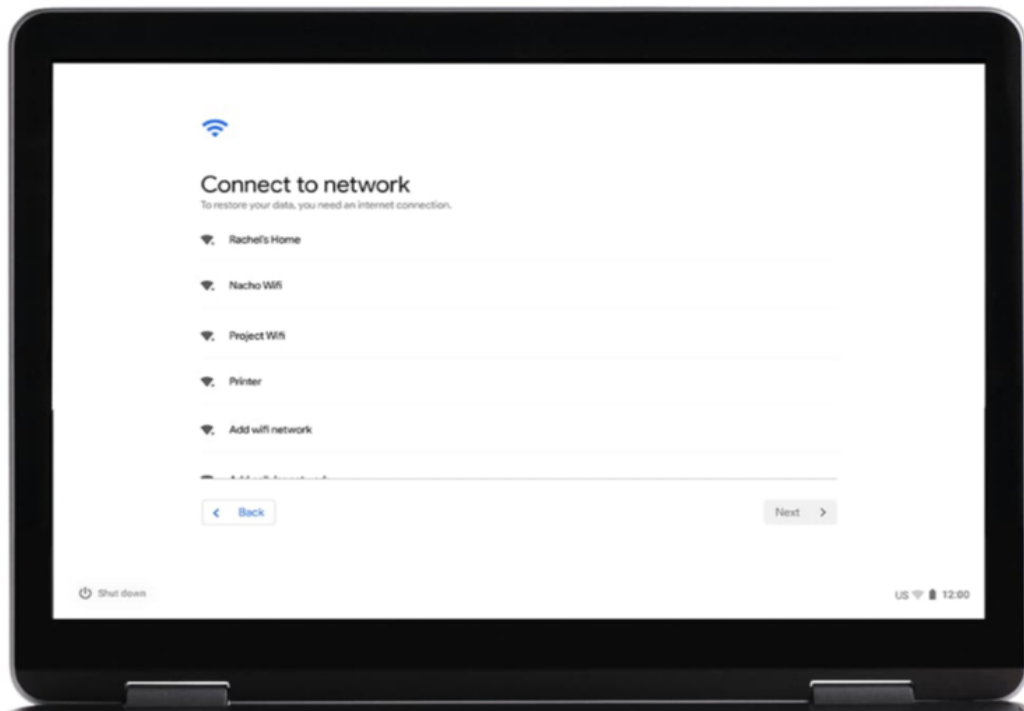 Connect to network
To restore your data, you need an internet connection.
Rachel's Home
Nacho Wifi
Project Wifi
Printer
Add wifi network
Back
Next
Shut down
US 12:00